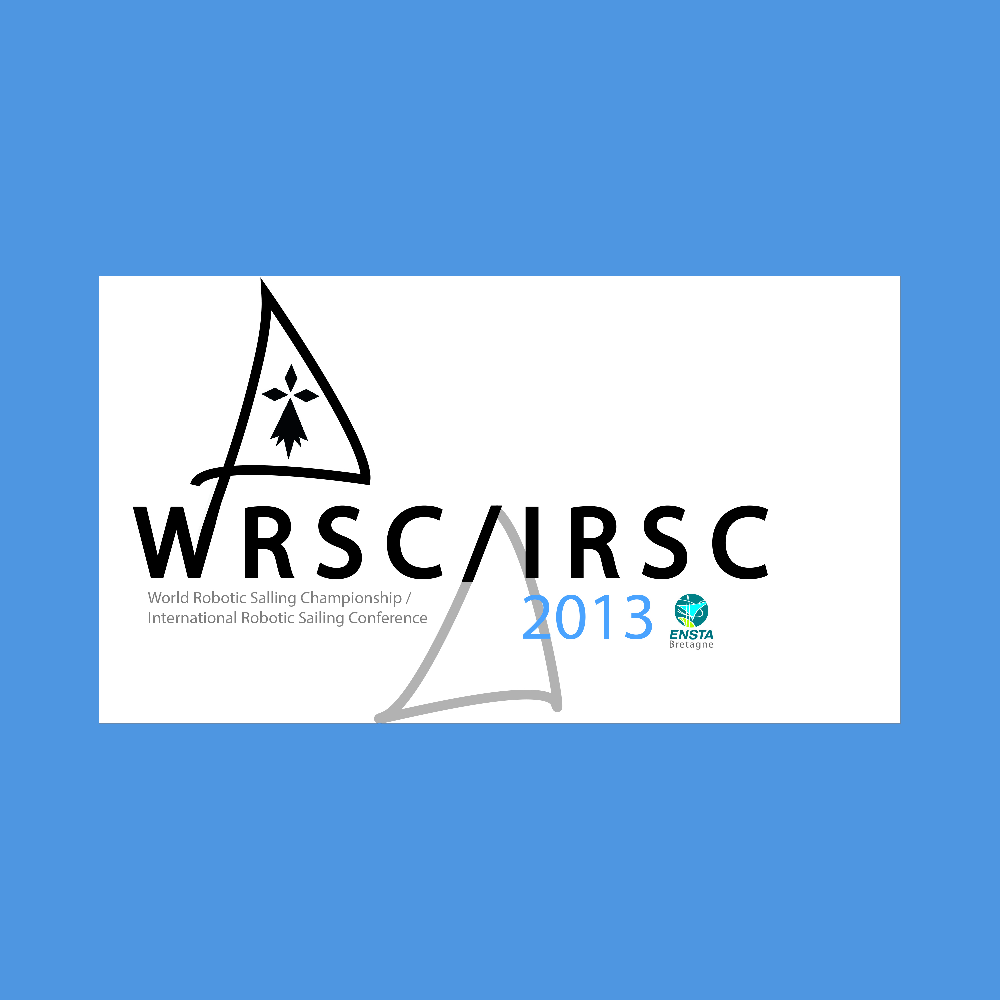 WRSC/IRSC
World Robotic Salling Championship /
International Robotic Sailing Conference
2013
ENSTA
Bretagne